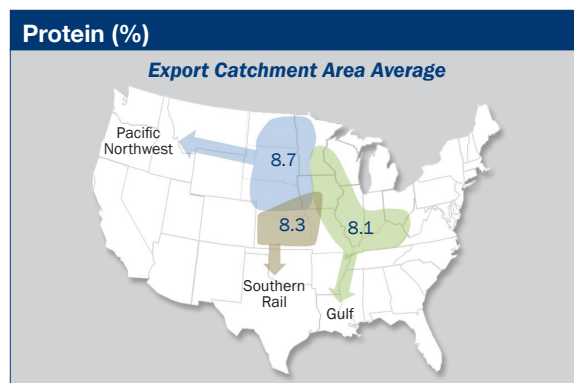 Protein (%)
Export Catchment Area Average
Pacific
Northwest
8.7
8.3
8.1
Southern
Rail
Gulf